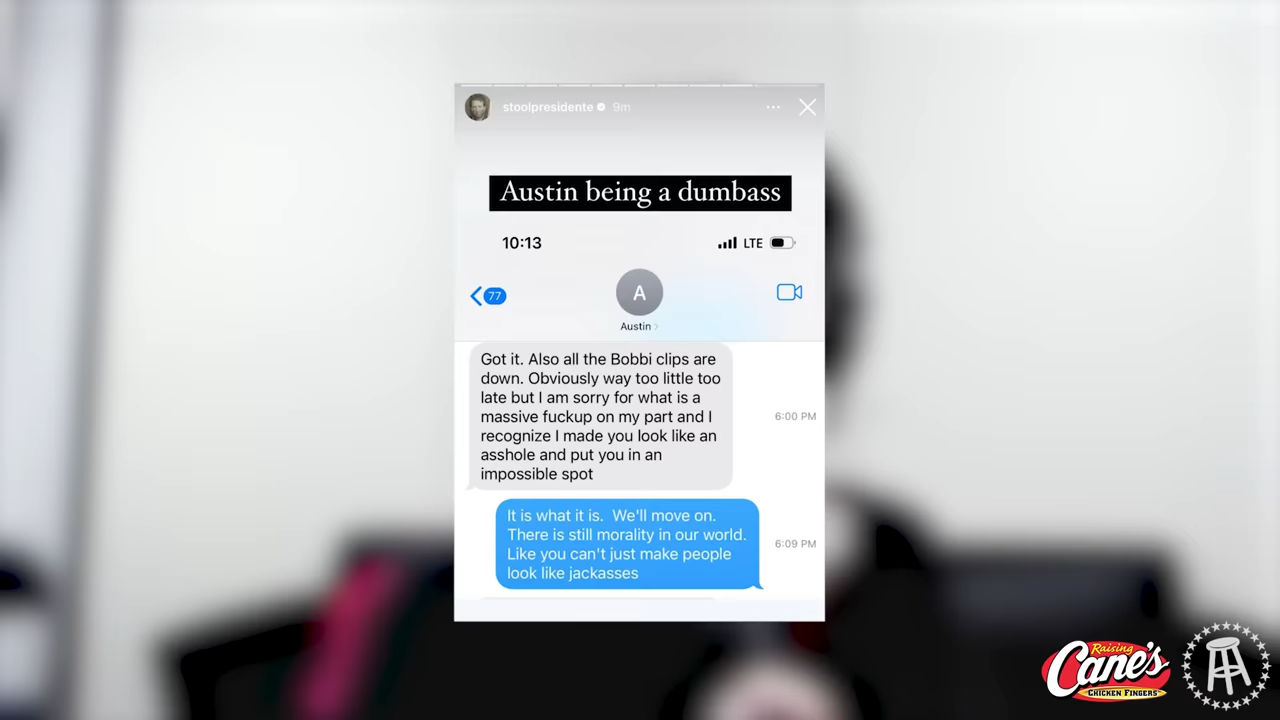 stoolpresidente 9m
Austin being a dumbass
10:13
LTE
77
A
Austin
Got it. Also all the Bobbi clips are
down. Obviously way too little too
late but I am sorry for what is a
massive fuckup on my part and I
recognize I made you look like an
asshole and put you in an
impossible spot
6:00 PM
It is what it is. We'll move on.
There is still morality in our world.
Like you can't just make people
look like jackasses
6:09 PM
Raising
Cane's
CHICKEN FINGERS